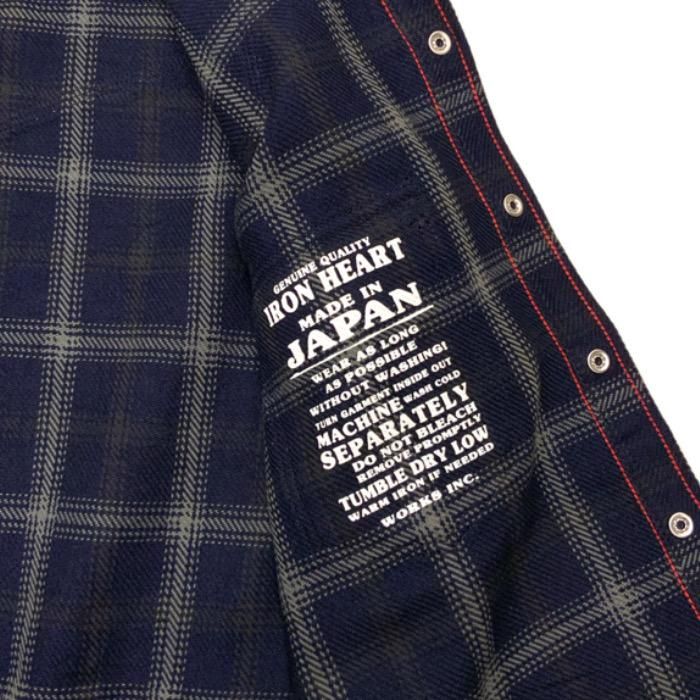 GENUINE QUALITY
IRON HEART
MADE IN
JAPAN
WEAR AS LONG
AS POSSIBLE
WITHOUT WASHING!
TURN GARMENT INSIDE OUT
MACHINE WASH COLD
SEPARATELY
DO NOT BLEACH
REMOVE PROMPTLY
TUMBLE DRY LOW
WARM IRON IF NEEDED
WORKS INC.